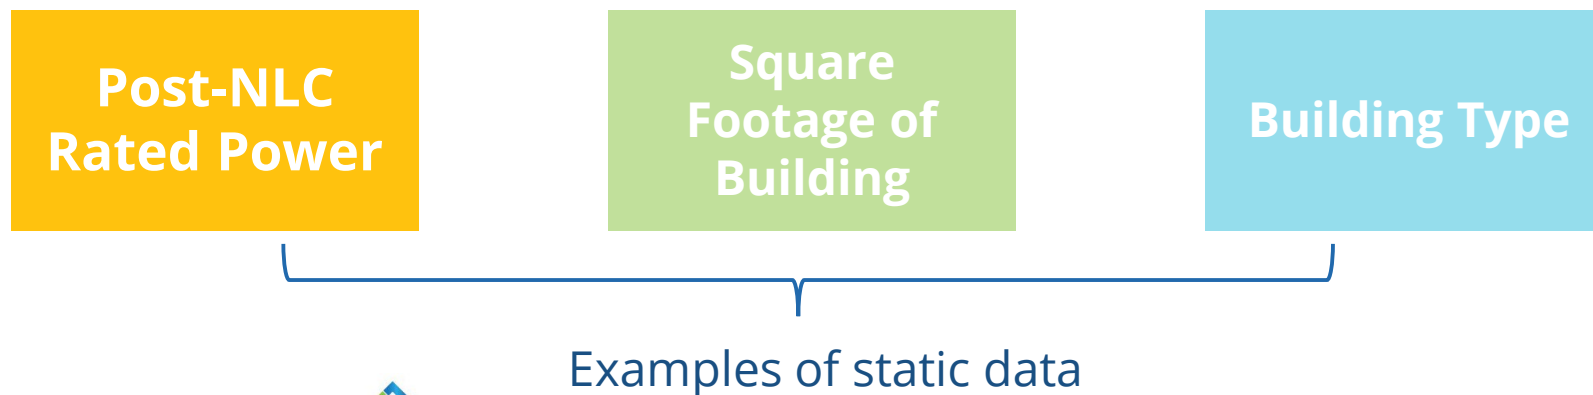 Post-NLC
Rated Power
Square
Footage of
Building
Building Type
Examples of static data